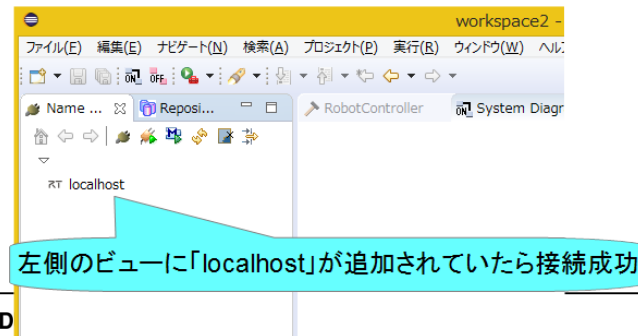 workspace2 -
ファイル(F) 編集(E) ナビゲート(N) 検索(A) プロジェクト(P) 実行(R) ウィンドウ(W)
Name ... Reposi... RobotController System Diagr
localhost
左側のビューに「localhost」が追加されていたら接続成功
D